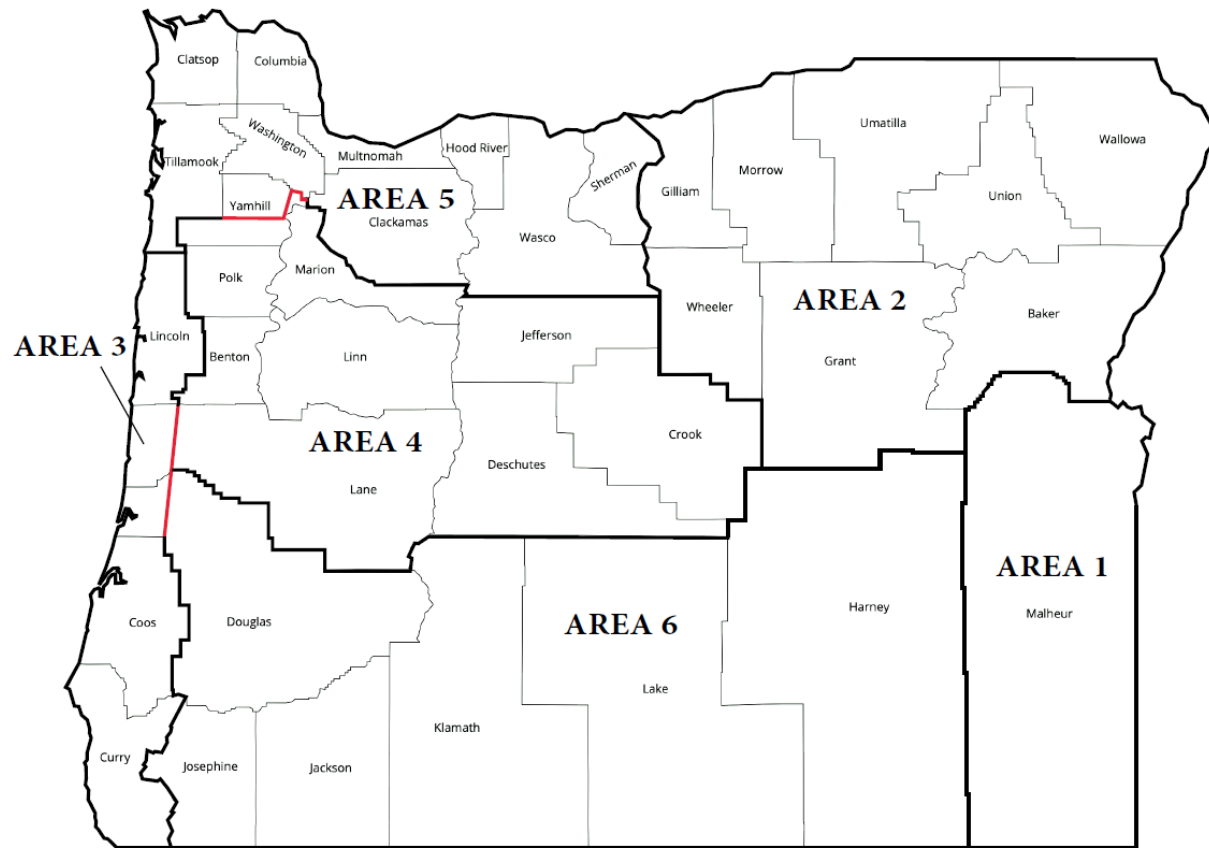 Clatsop
Columbia
Washington
Tillamook
Multnomah
Hood River
Sherman
Gilliam
Morrow
Umatilla
Wallowa
Union
Yamhill
AREA 5
Clackamas
Wasco
Polk
Marion
Wheeler
AREA 2
Baker
Lincoln
Jefferson
AREA 3
Benton
Linn
Grant
AREA 4
Crook
Deschutes
Lane
AREA 1
Malheur
Harney
Coos
Douglas
AREA 6
Lake
Klamath
Curry
Josephine
Jackson